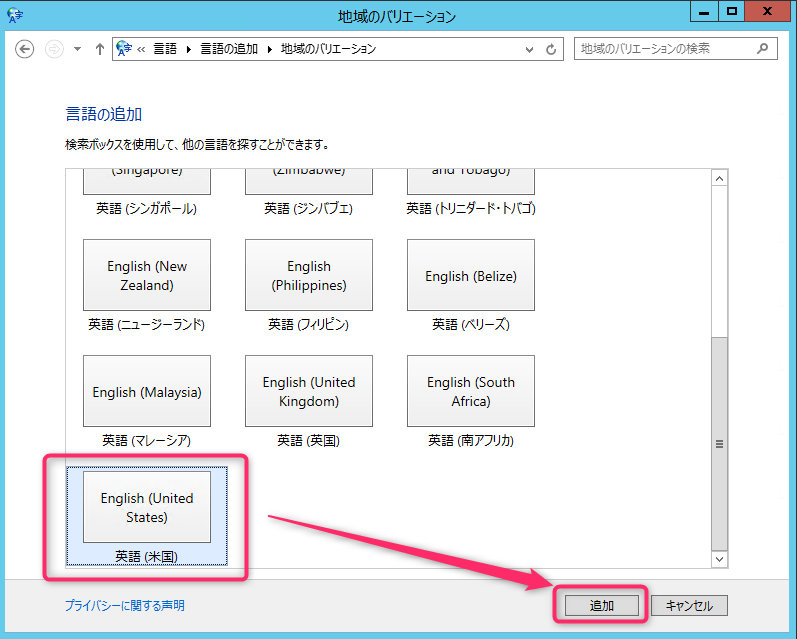 地域のバリエーション
« 言語 ▸ 言語の追加 ▸ 地域のバリエーション
地域のバリエーションの検索
言語の追加
検索ボックスを使用して、他の言語を探すことができます。
(Singapore)
(Zimbabwe)
and Tobago)
英語 (シンガポール)
英語 (ジンバブエ)
英語 (トリニダード・トバゴ)
English (New
Zealand)
English
(Philippines)
English (Belize)
英語 (ニュージーランド)
英語 (フィリピン)
英語 (ベリーズ)
English (Malaysia)
English (United
Kingdom)
English (South
Africa)
英語 (マレーシア)
英語 (英国)
英語 (南アフリカ)
English (United
States)
英語 (米国)
プライバシーに関する声明
追加
キャンセル